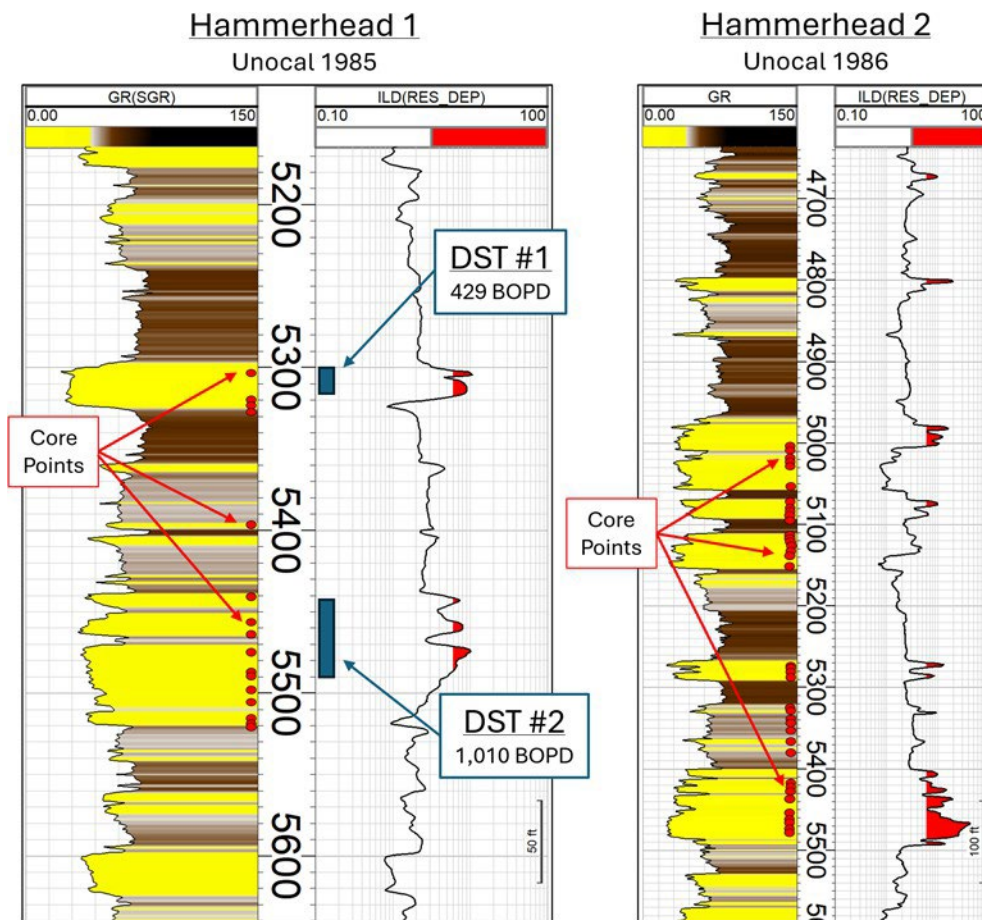 Hammerhead 1
Unocal 1985
GR(SGR)
0.00 150
ILD(RES_DEP)
0.10 100
5200
5300
5400
5500
5600
DST #1
429 BOPD
Core
Points
DST #2
1,010 BOPD
50 ft
Hammerhead 2
Unocal 1986
GR
0.00 150
ILD(RES_DEP)
0.10 100
4700
4800
4900
5000
5100
5200
5300
5400
5500
Core
Points
100 ft